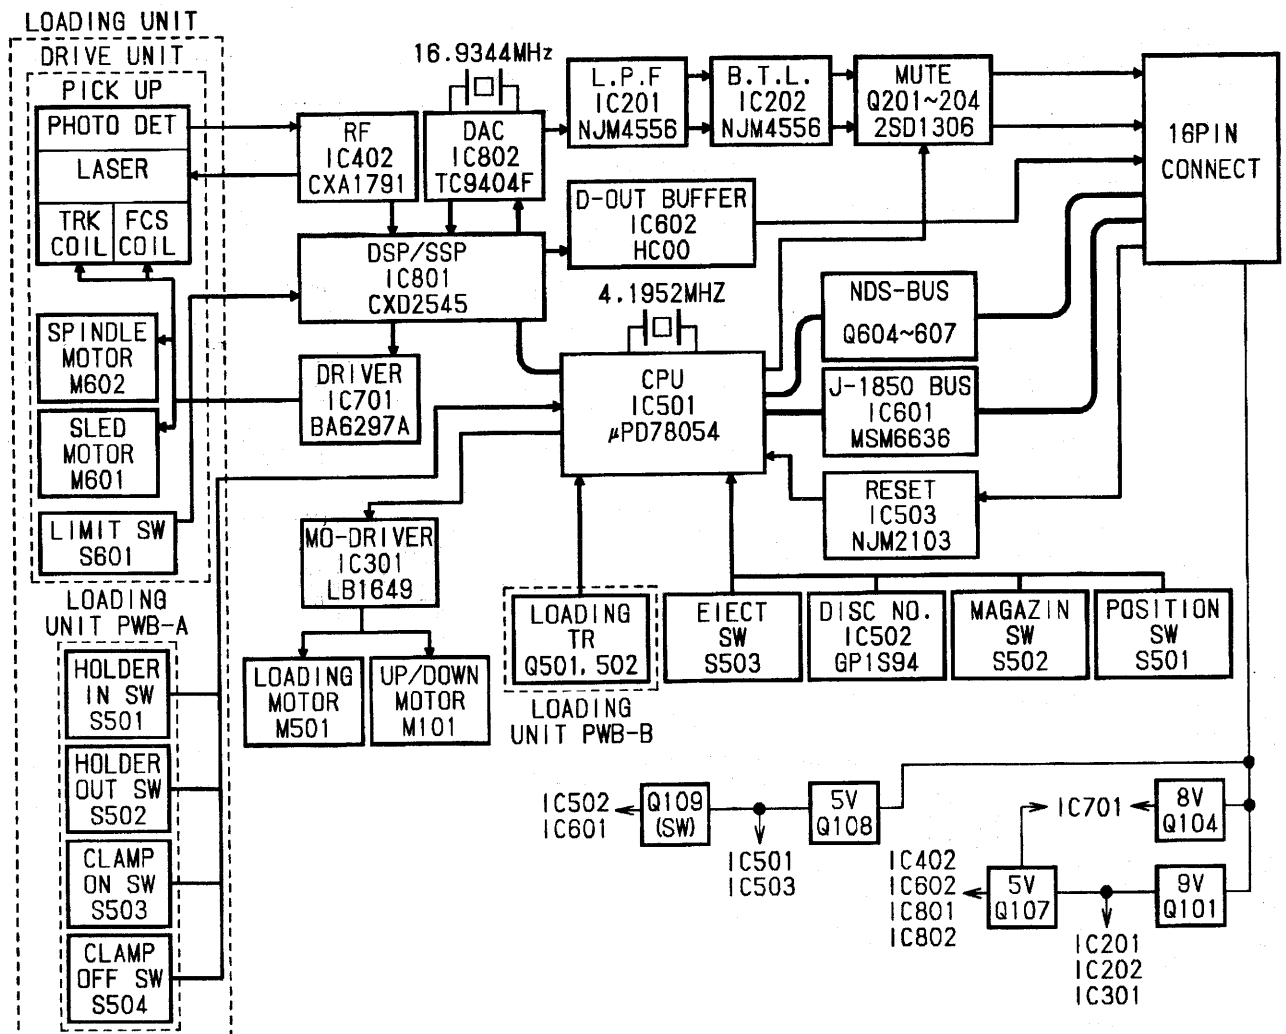 LOADING UNIT
DRIVE UNIT
PICK UP
PHOTO DET
LASER
TRK
COIL
FCS
COIL
SPINDLE
MOTOR
M602
SLED
MOTOR
M601
LIMIT SW
S601
LOADING
UNIT PWB-A
HOLDER
IN SW
S501
HOLDER
OUT SW
S502
CLAMP
ON SW
S503
CLAMP
OFF SW
S504
16.9344MHz
RF
IC402
CXA1791
DAC
IC802
TC9404F
L.P.F
IC201
NJM4556
B.T.L.
IC202
NJM4556
MUTE
Q201~204
2SD1306
16PIN
CONNECT
DSP/SSP
IC801
CXD2545
D-OUT BUFFER
IC602
HC00
4.1952MHZ
DRIVER
IC701
BA6297A
CPU
IC501
μPD78054
NDS-BUS
Q604~607
J-1850 BUS
IC601
MSM6636
RESET
IC503
NJM2103
MO-DRIVER
IC301
LB1649
LOADING
MOTOR
M501
UP/DOWN
MOTOR
M101
LOADING
TR
Q501, 502
LOADING
UNIT PWB-B
EIECT
SW
S503
DISC NO.
IC502
GP1S94
MAGAZIN
SW
S502
POSITION
SW
S501
IC502
IC601
Q109
(SW)
5V
Q108
IC501
IC503
IC701
8V
Q104
IC402
IC602
IC801
IC802
5V
Q107
9V
Q101
IC201
IC202
IC301